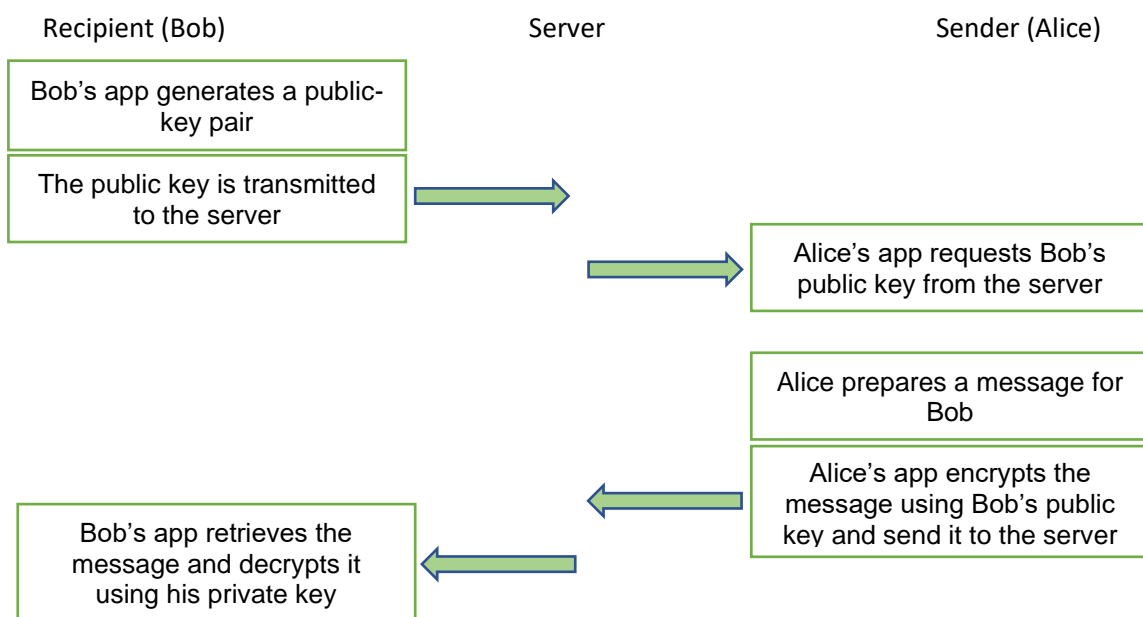 Recipient (Bob)
Server
Sender (Alice)
Bob's app generates a public-
key pair
The public key is transmitted
to the server
Alice's app requests Bob's
public key from the server
Alice prepares a message for
Bob
Alice's app encrypts the
message using Bob's public
key and send it to the server
Bob's app retrieves the
message and decrypts it
using his private key